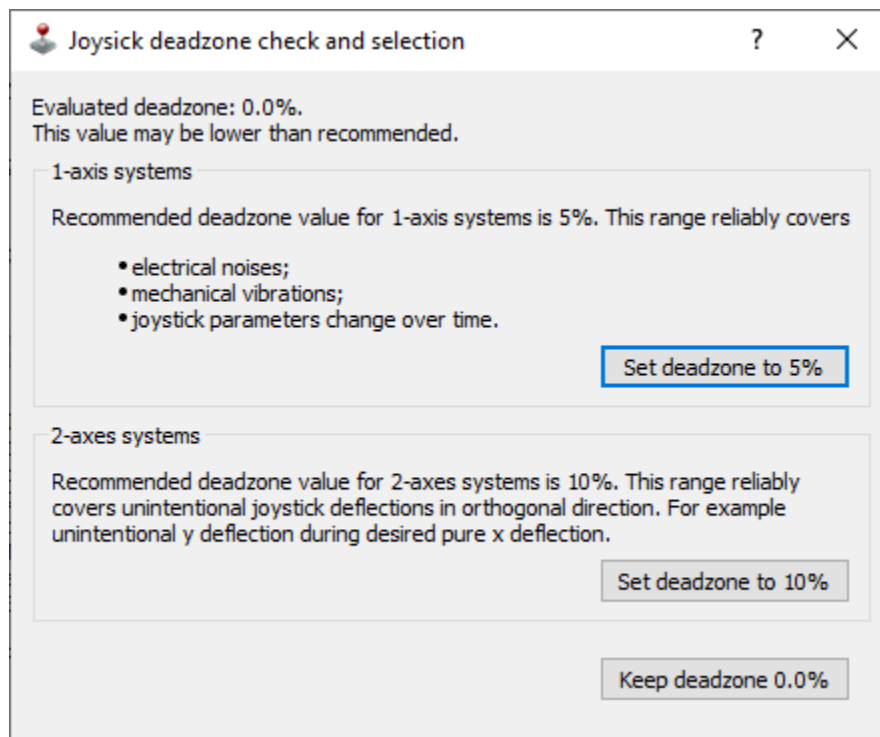 Joysick deadzone check and selection
Evaluated deadzone: 0.0%.
This value may be lower than recommended.
1-axis systems
Recommended deadzone value for 1-axis systems is 5%. This range reliably covers
• electrical noises;
• mechanical vibrations;
• joystick parameters change over time.
Set deadzone to 5%
2-axes systems
Recommended deadzone value for 2-axes systems is 10%. This range reliably
covers unintentional joystick deflections in orthogonal direction. For example
unintentional y deflection during desired pure x deflection.
Set deadzone to 10%
Keep deadzone 0.0%